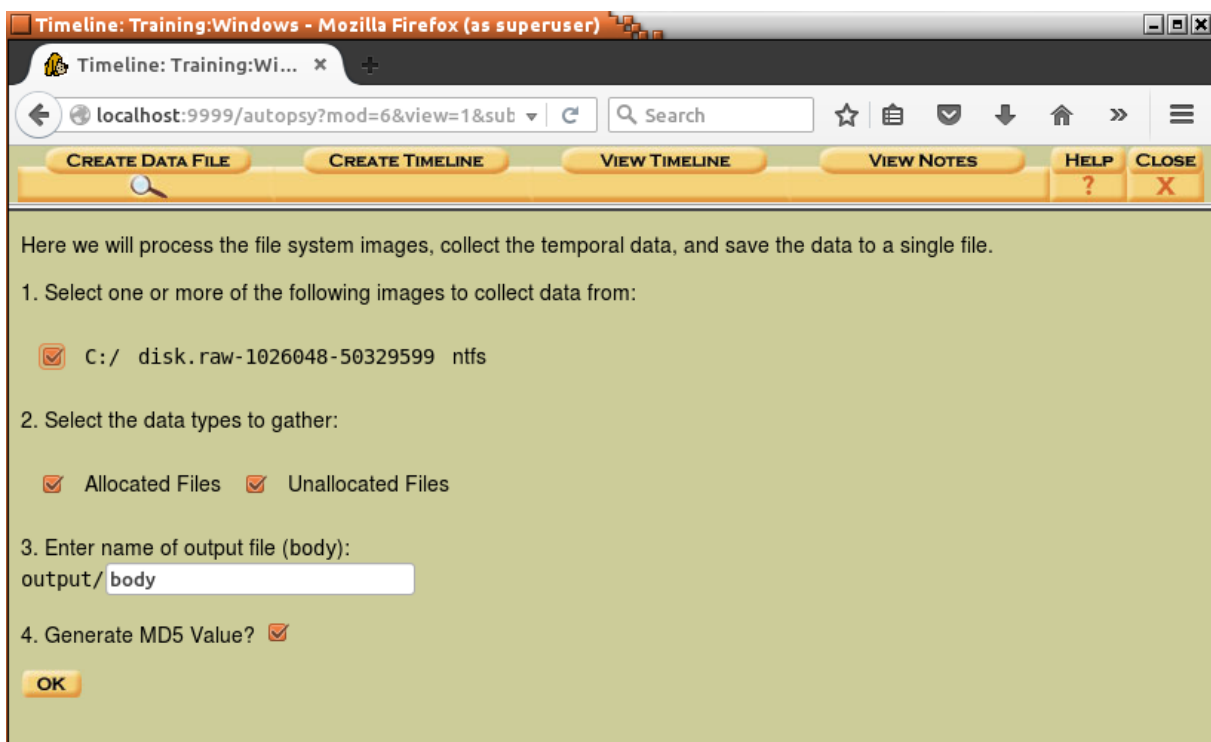 Timeline: Training:Windows - Mozilla Firefox (as superuser)
Timeline: Training:Wi...
localhost:9999/autopsy?mod=6&view=1&sub
Search
CREATE DATA FILE CREATE TIMELINE VIEW TIMELINE VIEW NOTES HELP CLOSE
? X
Here we will process the file system images, collect the temporal data, and save the data to a single file.
1. Select one or more of the following images to collect data from:
C:/ disk.raw-1026048-50329599 ntfs
2. Select the data types to gather:
Allocated Files Unallocated Files
3. Enter name of output file (body):
output/body
4. Generate MD5 Value?
OK